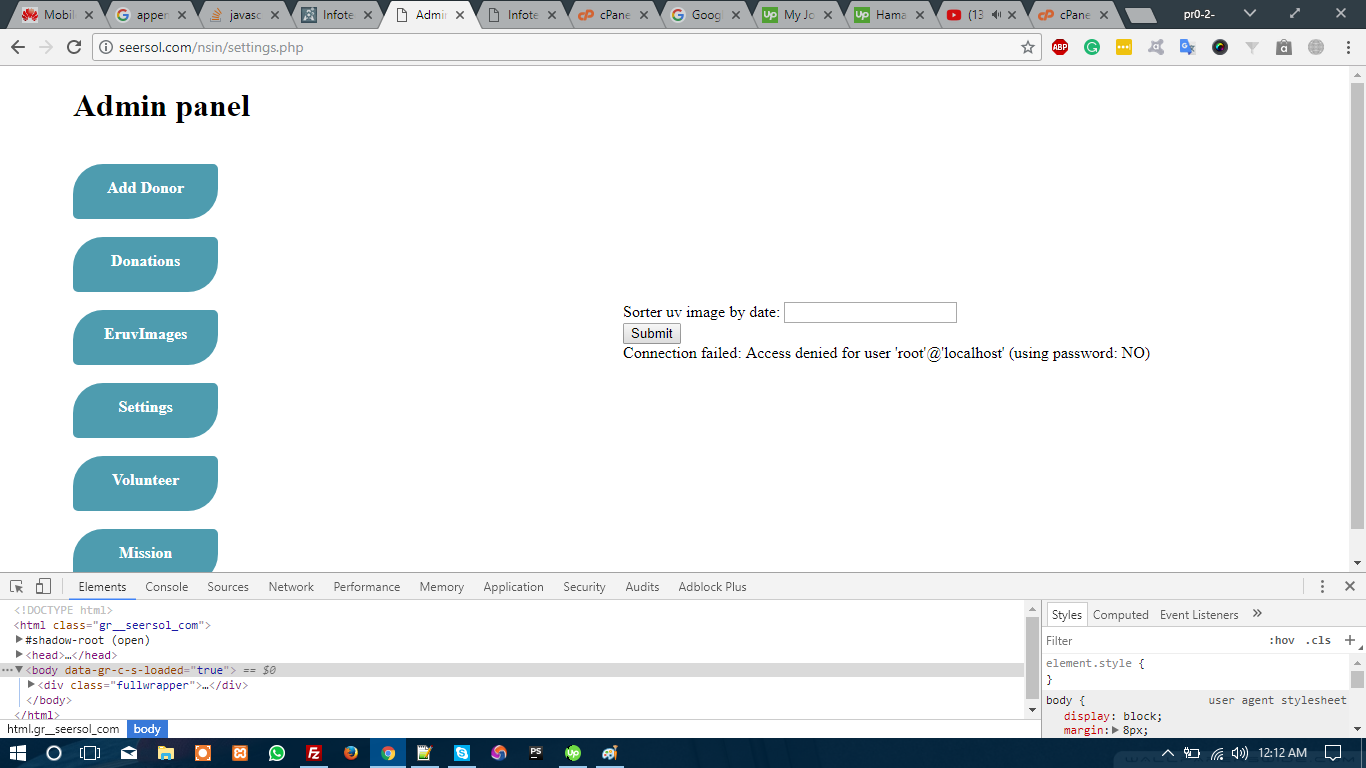 Mobil
apper
javasc
Infote
Admin
Infote
cPane
Goog
My Jo
Hama
(13
cPane
pr0-2-
seersol.com/nsin/settings.php
Admin panel
Add Donor
Donations
EruvImages
Settings
Volunteer
Mission
Sorter uv image by date:
Submit
Connection failed: Access denied for user 'root'@'localhost' (using password: NO)
Elements Console Sources Network Performance Memory Application Security Audits Adblock Plus
<!DOCTYPE html>
<html class="gr__seersol_com">
▶#shadow-root (open)
▶<head>…</head>
…▼<body data-gr-c-s-loaded="true"> == $0
▶<div class="fullwrapper">…</div>
</body>
</html>
html.gr__seersol_com body
Styles Computed Event Listeners »
Filter :hov .cls +
element.style {
}
body { user agent stylesheet
display: block;
margin:▶ 8px;
12:12 AM